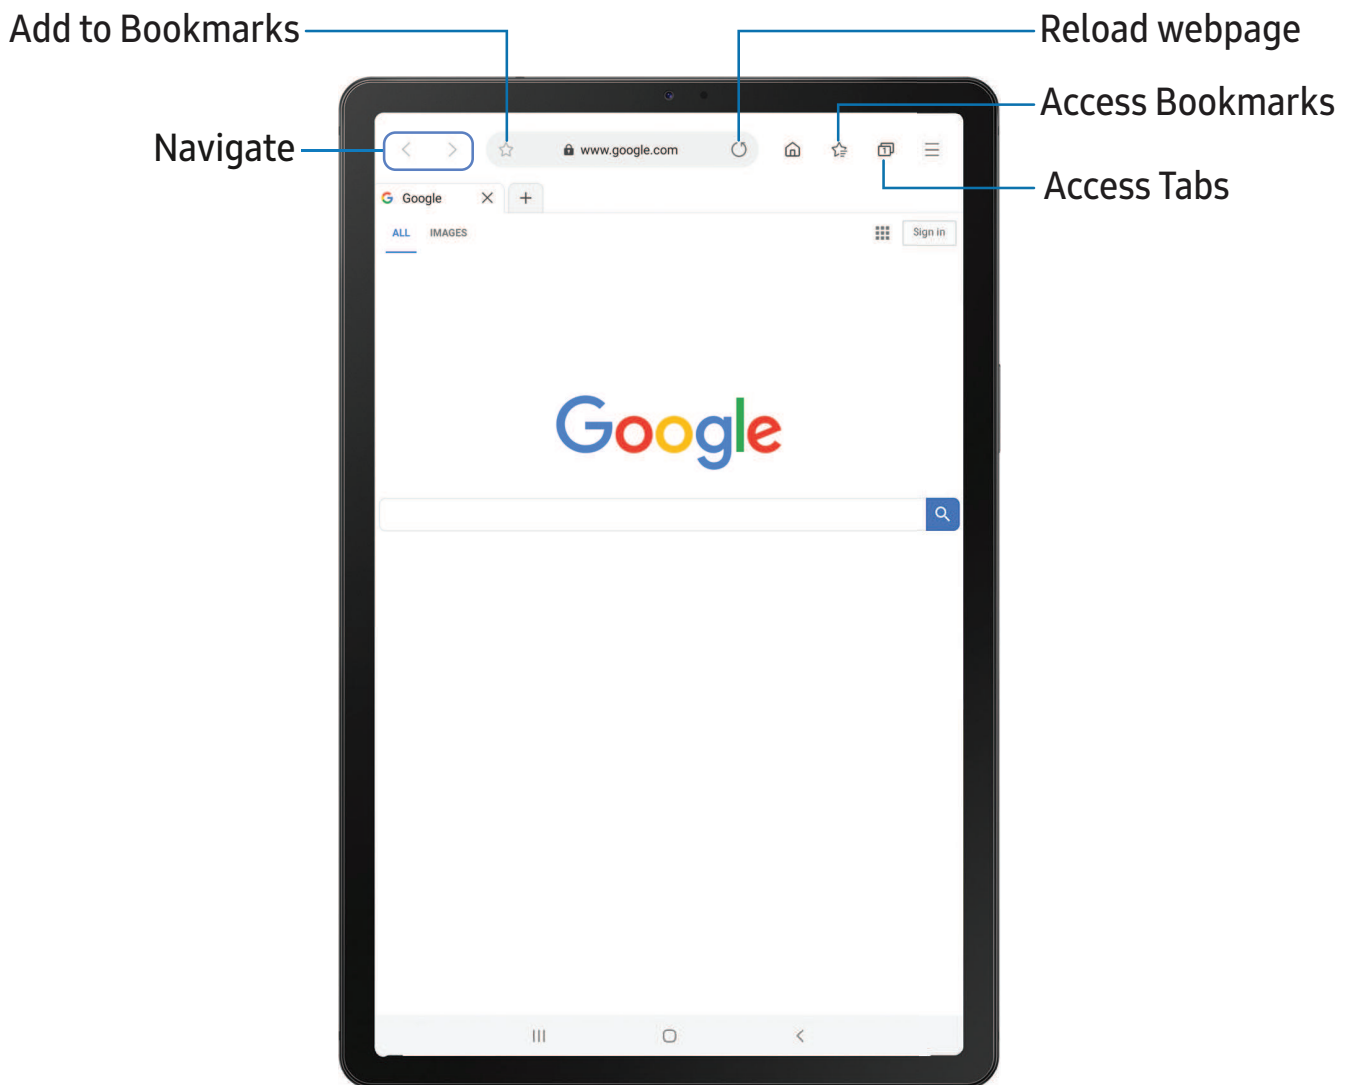 Add to Bookmarks
Reload webpage
Access Bookmarks
Navigate
www.google.com
1
Access Tabs
Google
ALL IMAGES
Sign in
Google